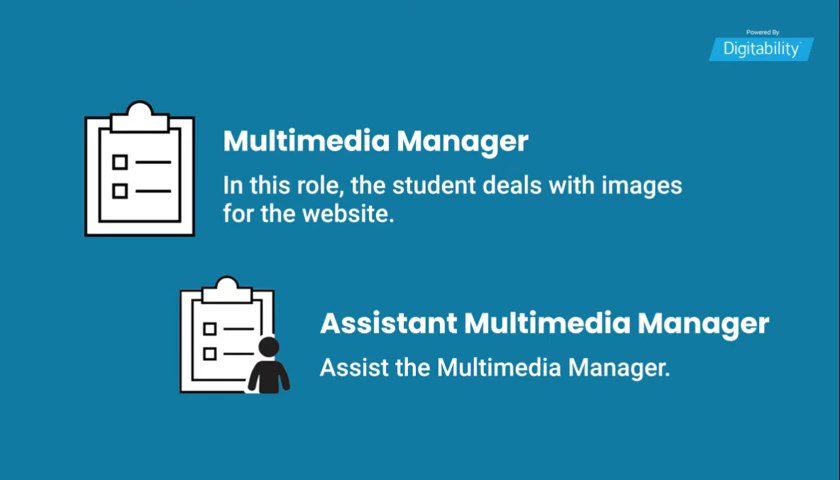 Powered By
Digitability
Multimedia Manager
In this role, the student deals with images
for the website.
Assistant Multimedia Manager
Assist the Multimedia Manager.